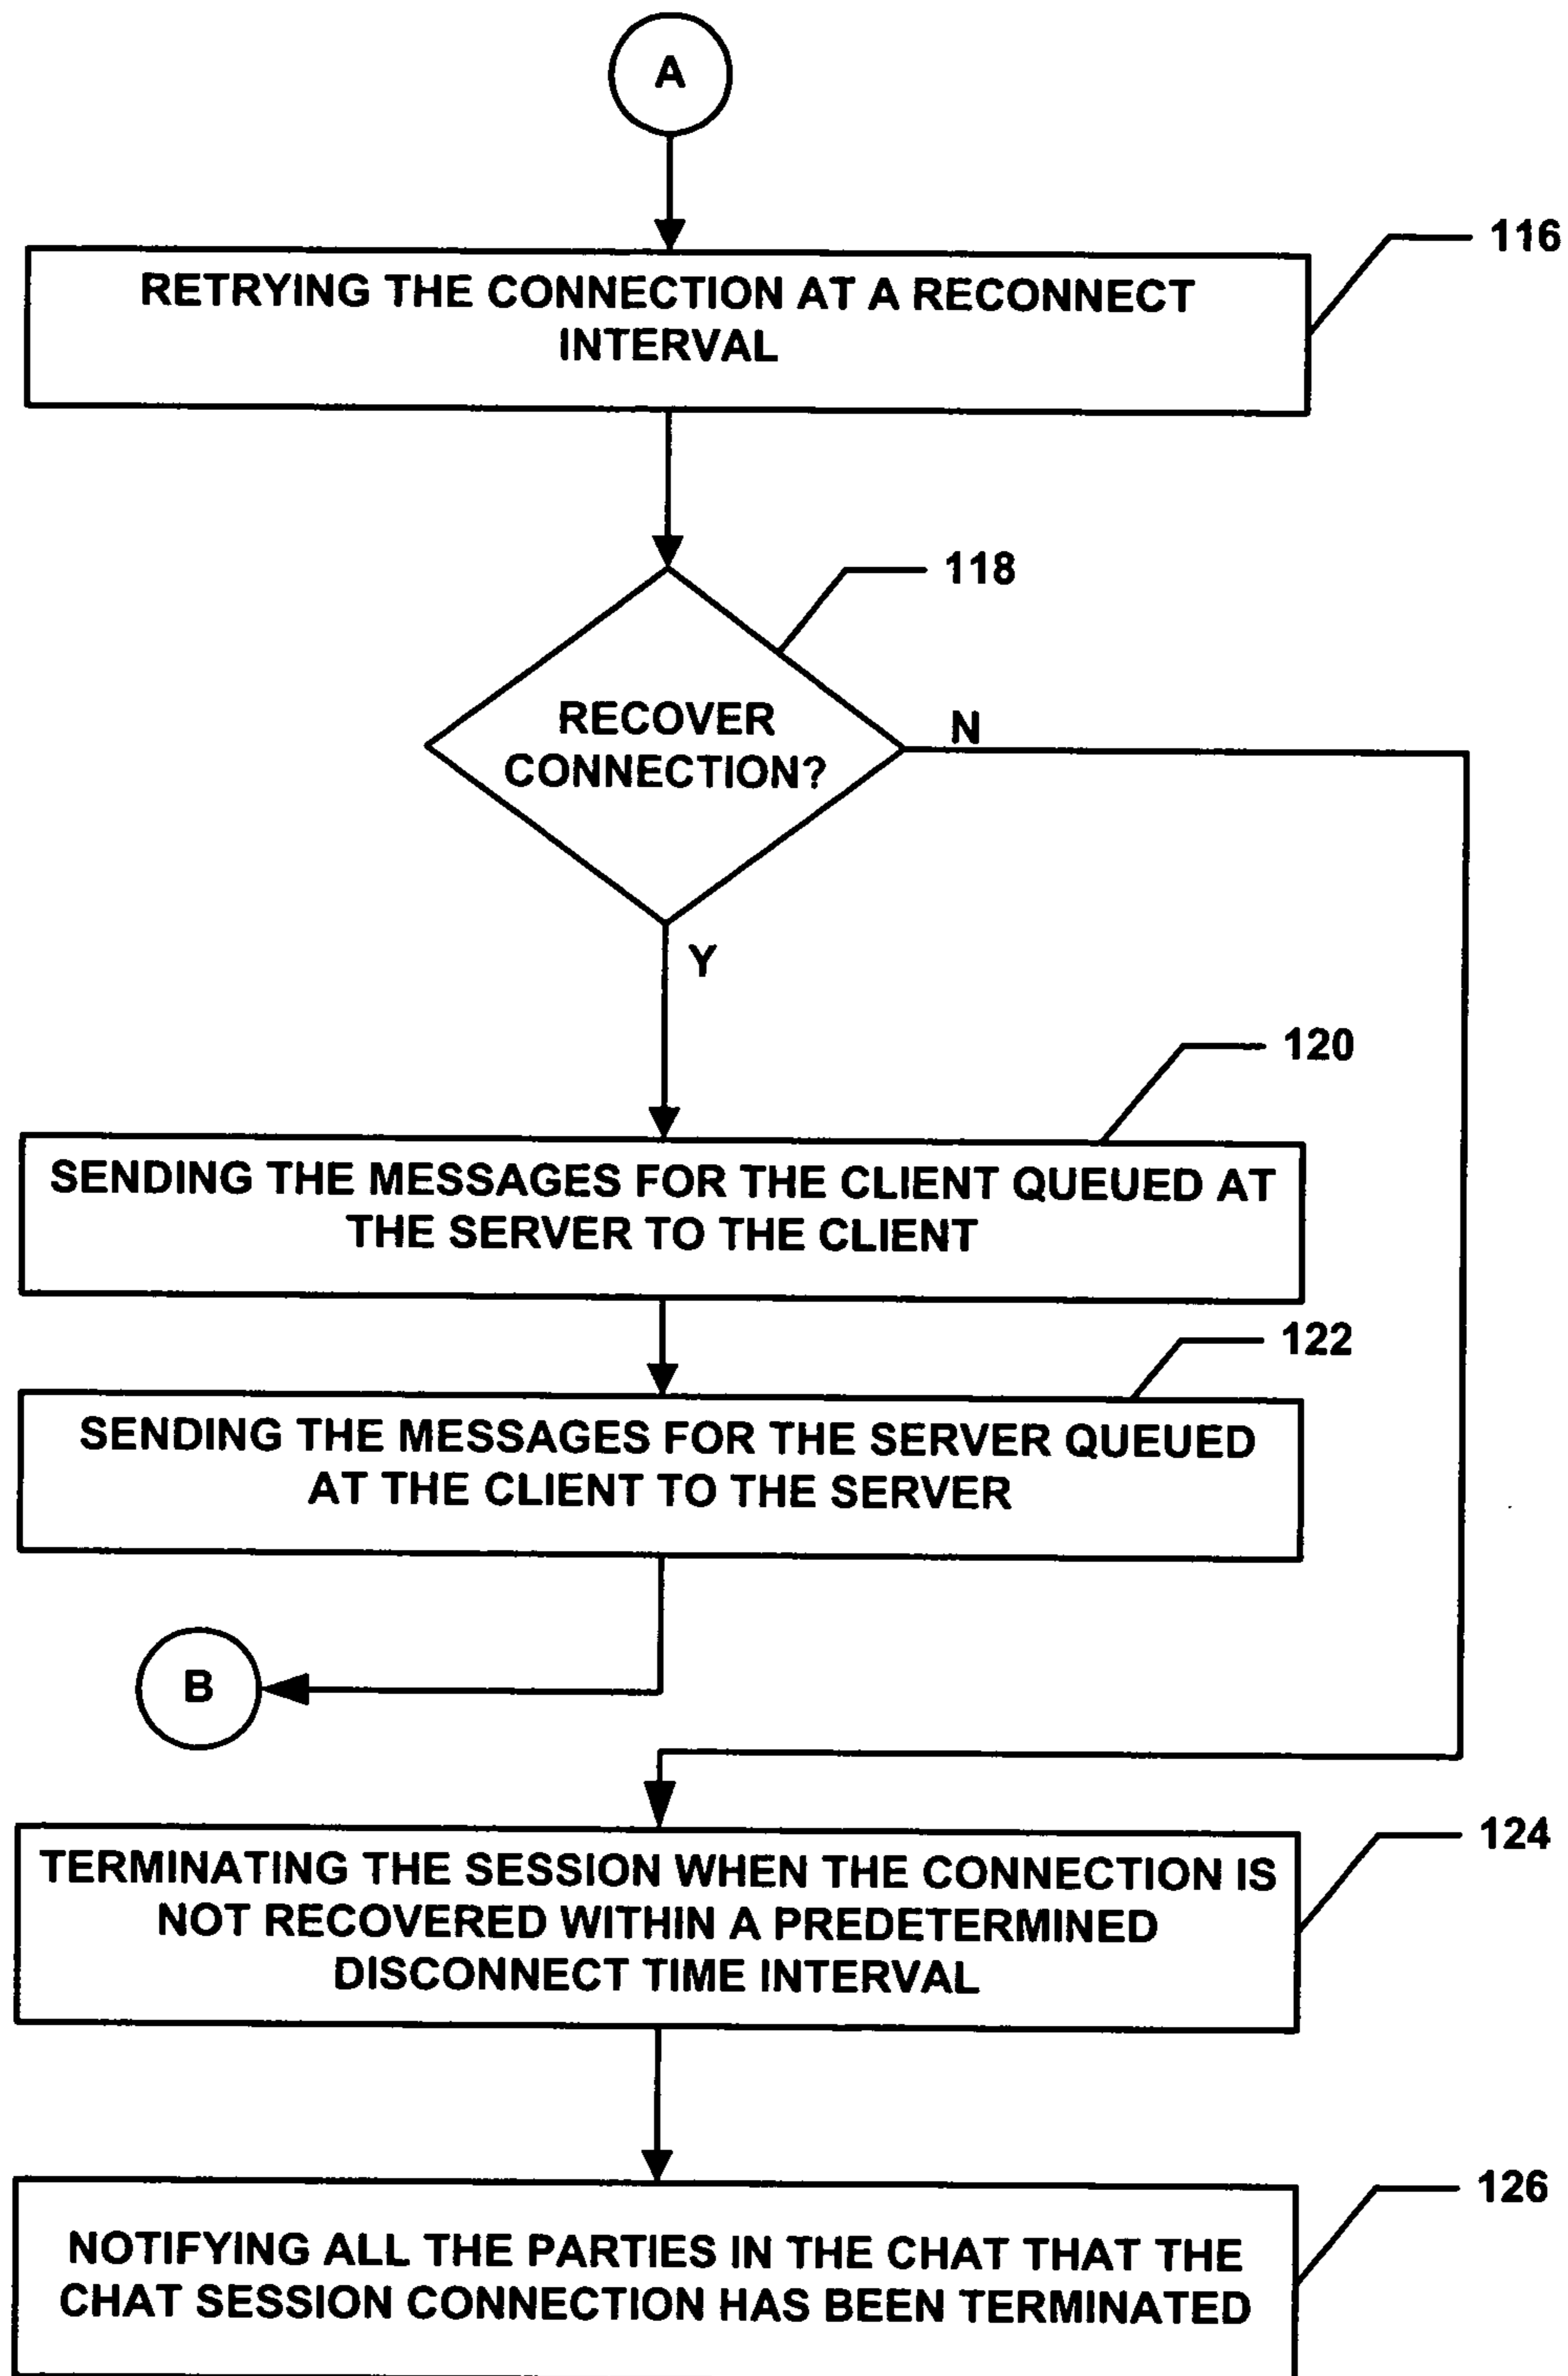 A
116
RETRYING THE CONNECTION AT A RECONNECT
INTERVAL
118
RECOVER
CONNECTION?
N
Y
120
SENDING THE MESSAGES FOR THE CLIENT QUEUED AT
THE SERVER TO THE CLIENT
122
SENDING THE MESSAGES FOR THE SERVER QUEUED
AT THE CLIENT TO THE SERVER
B
124
TERMINATING THE SESSION WHEN THE CONNECTION IS
NOT RECOVERED WITHIN A PREDETERMINED
DISCONNECT TIME INTERVAL
126
NOTIFYING ALL THE PARTIES IN THE CHAT THAT THE
CHAT SESSION CONNECTION HAS BEEN TERMINATED